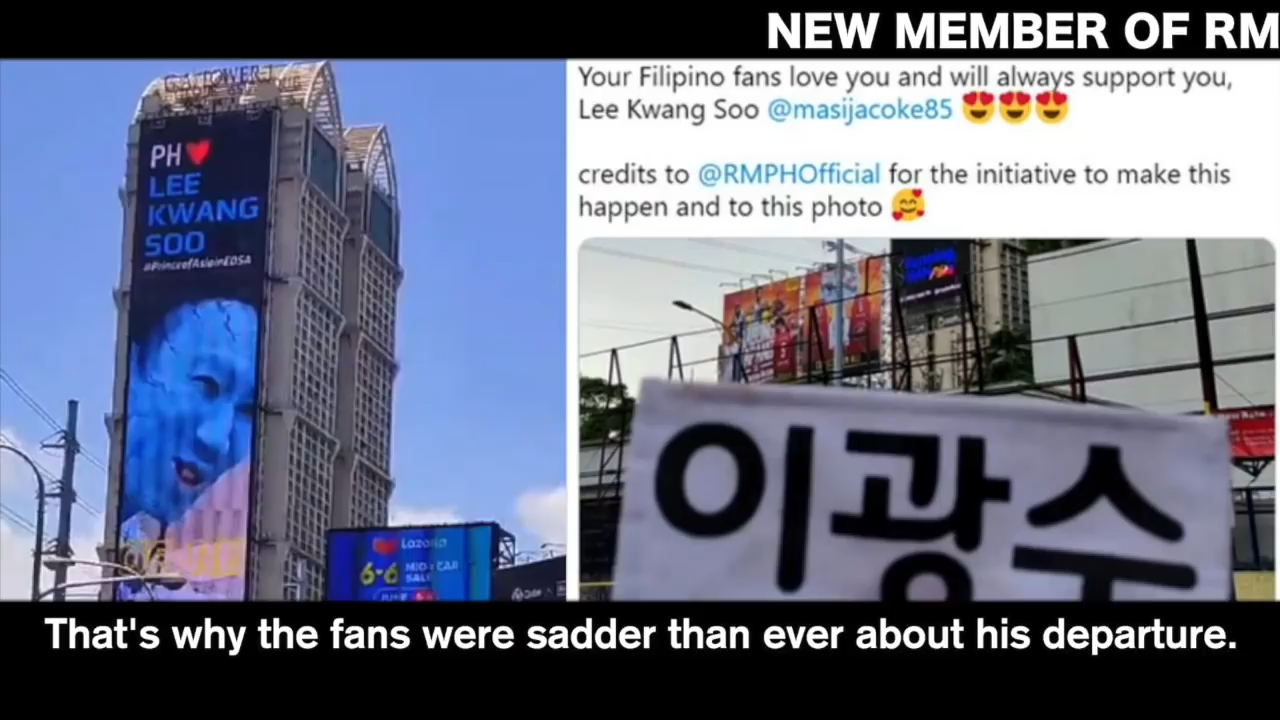 NEW MEMBER OF RM
Your Filipino fans love you and will always support you,
Lee Kwang Soo @masijacoke85 😍😍😍
credits to @RMPHOfficial for the initiative to make this
happen and to this photo 🥰
PH❤
LEE
KWANG
SOO
#PrinceofAsiainEDSA
Lazada
6-6
SALE
이광수
That's why the fans were sadder than ever about his departure.